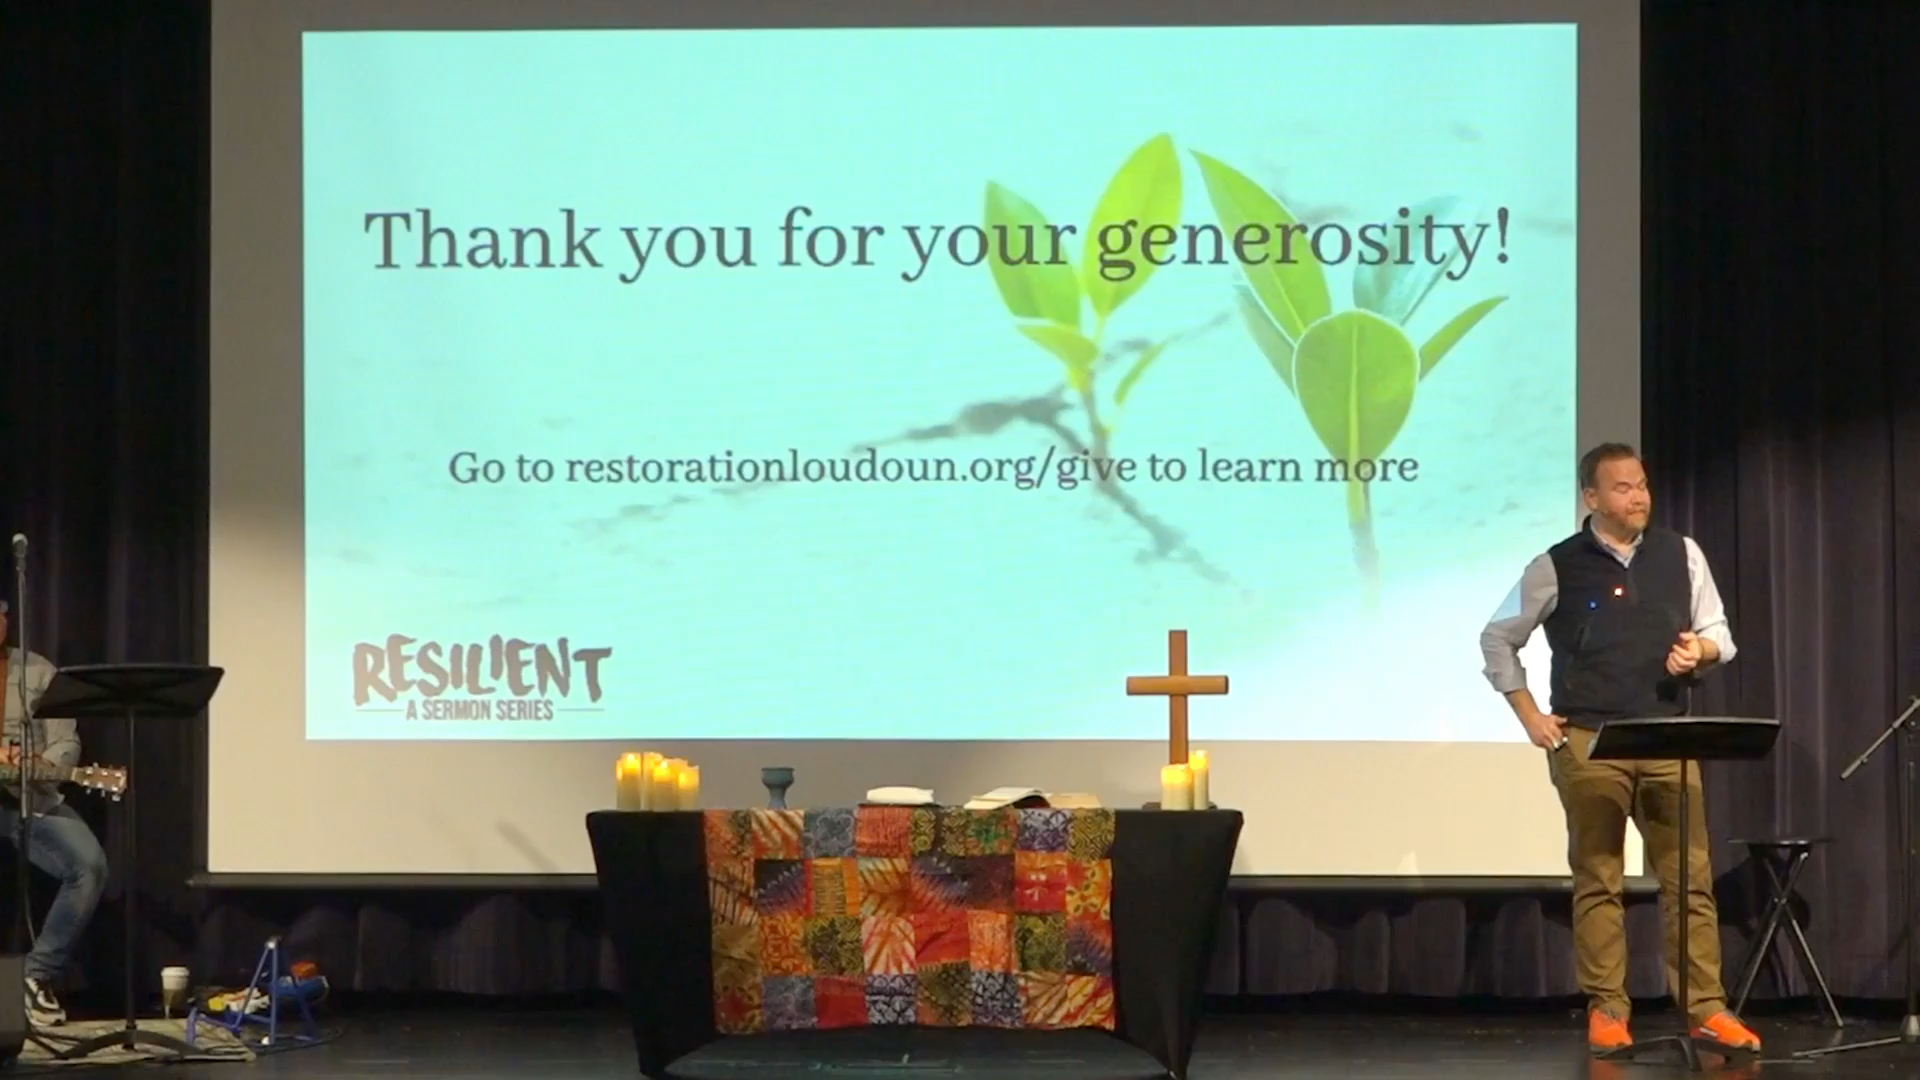 Thank you for your generosity!
Go to restorationloudoun.org/give to learn more
RESILIENT
A SERMON SERIES